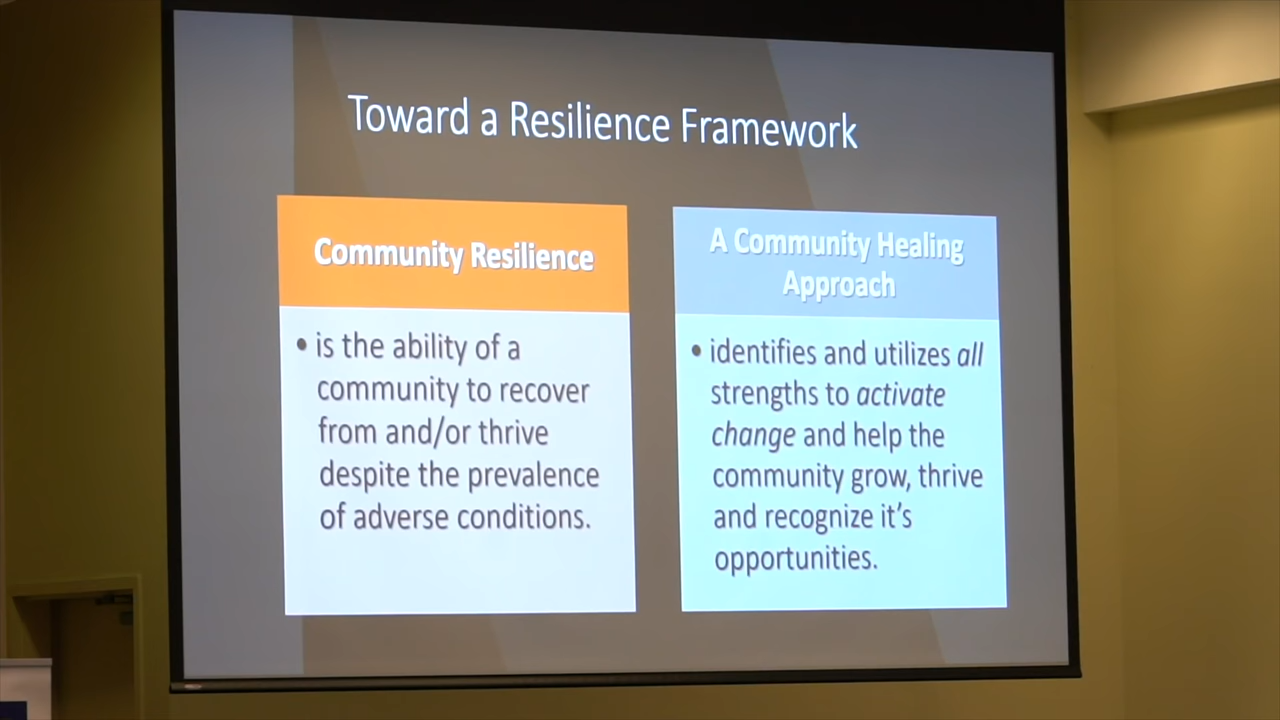 Toward a Resilience Framework
Community Resilience
• is the ability of a
community to recover
from and/or thrive
despite the prevalence
of adverse conditions.
A Community Healing
Approach
• identifies and utilizes all
strengths to activate
change and help the
community grow, thrive
and recognize it's
opportunities.